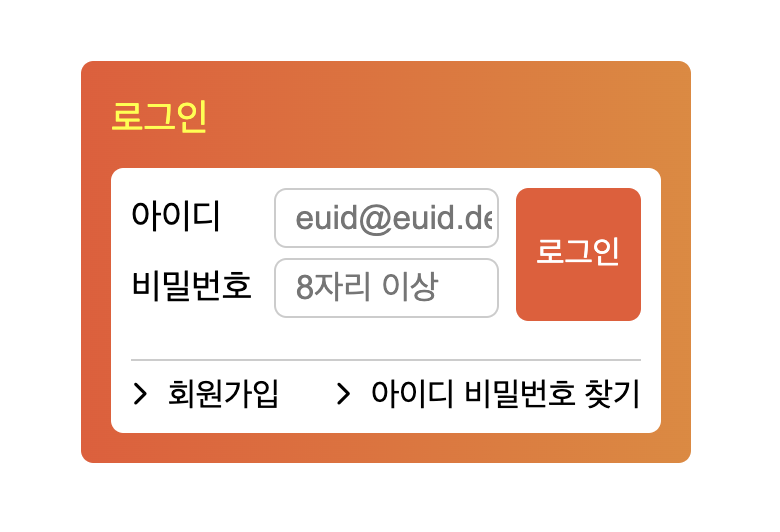 로그인
아이디 euid@euid.de
비밀번호 8자리 이상
로그인
회원가입 아이디 비밀번호 찾기